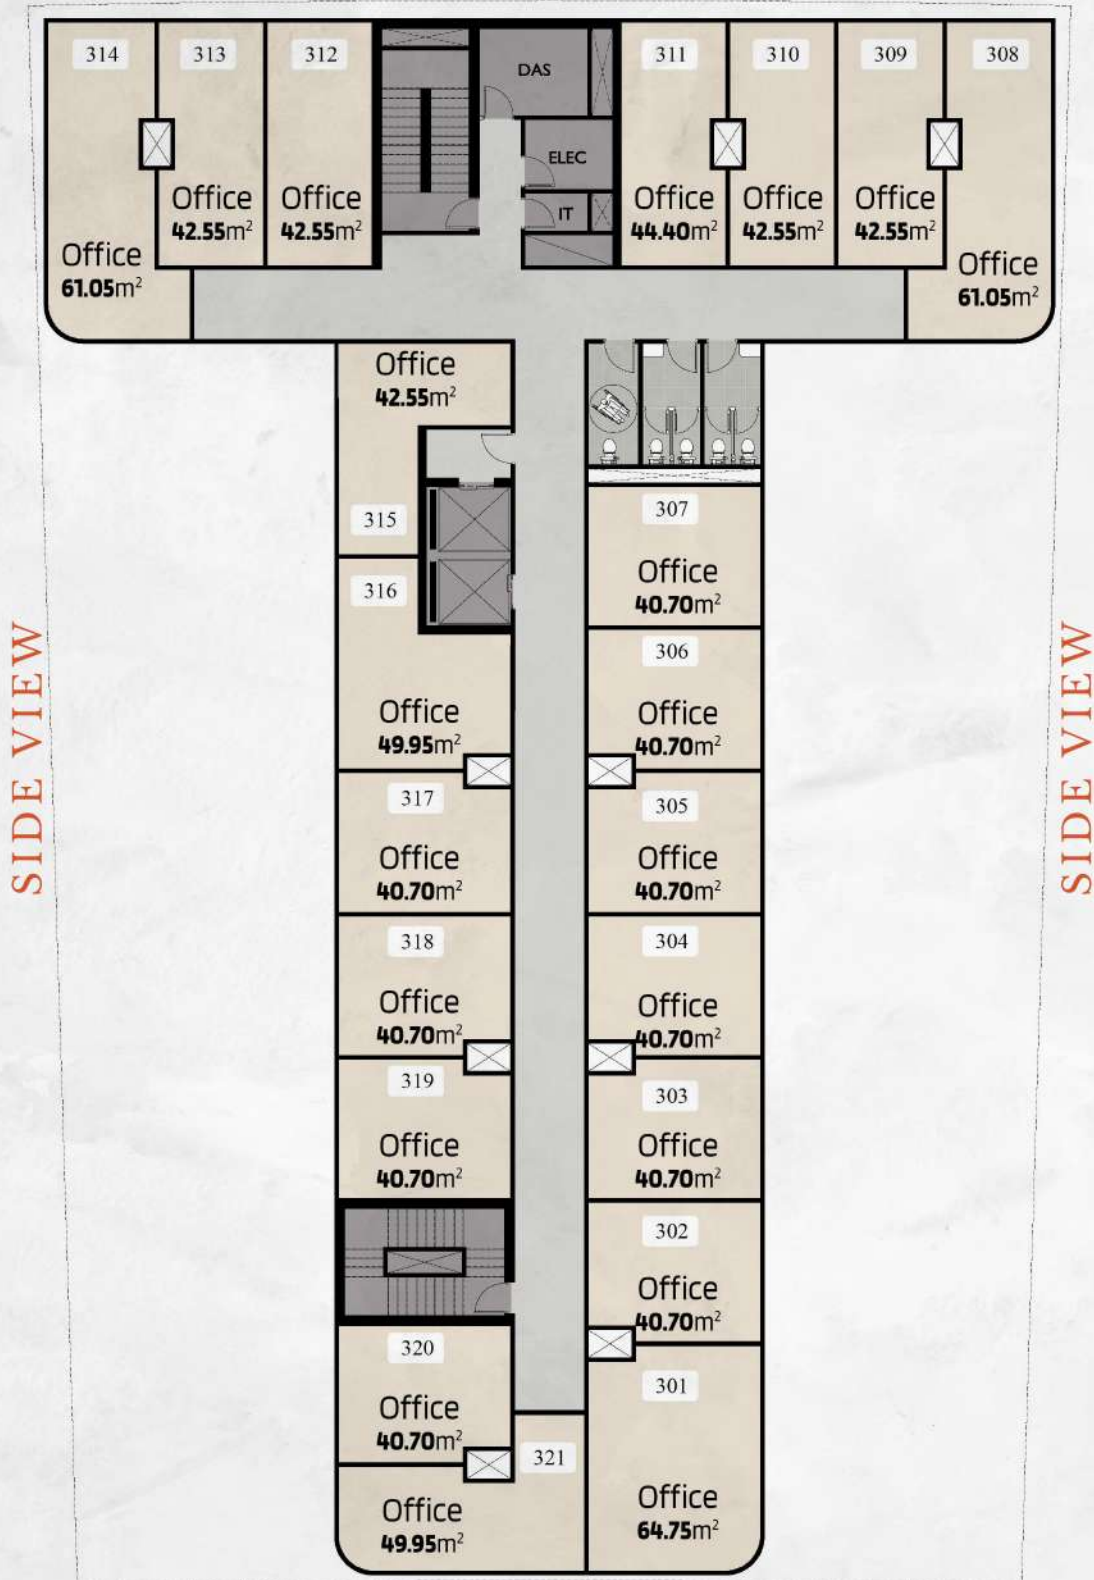 314
313
312
DAS
311
310
309
308
ELEC
IT
Office
42.55m²
Office
42.55m²
Office
44.40m²
Office
42.55m²
Office
42.55m²
Office
61.05m²
Office
61.05m²
Office
42.55m²
315
307
Office
40.70m²
316
Office
49.95m²
306
Office
40.70m²
SIDE VIEW
SIDE VIEW
317
Office
40.70m²
305
Office
40.70m²
318
Office
40.70m²
304
Office
40.70m²
319
Office
40.70m²
303
Office
40.70m²
302
Office
40.70m²
320
Office
40.70m²
301
Office
64.75m²
321
Office
49.95m²